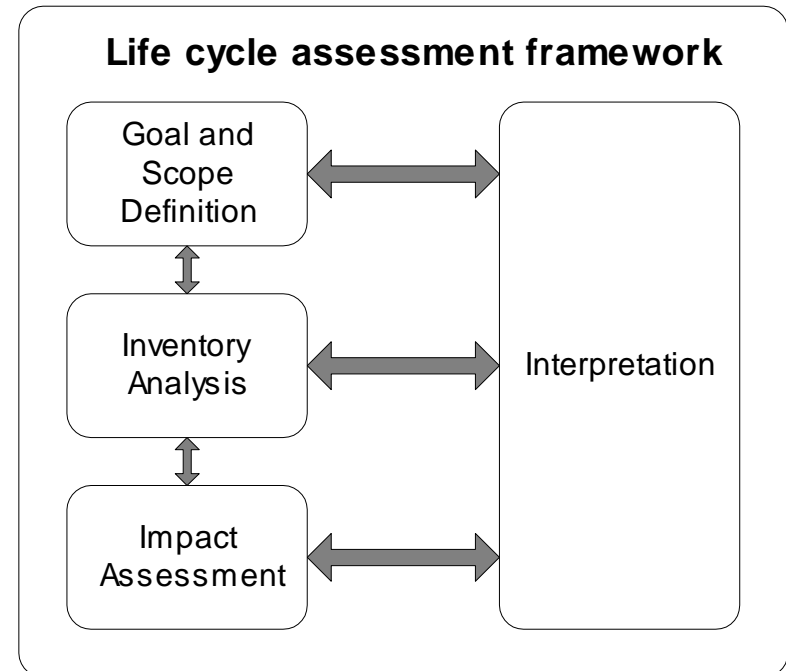 Life cycle assessment framework
Goal and
Scope
Definition
Inventory
Analysis
Impact
Assessment
Interpretation